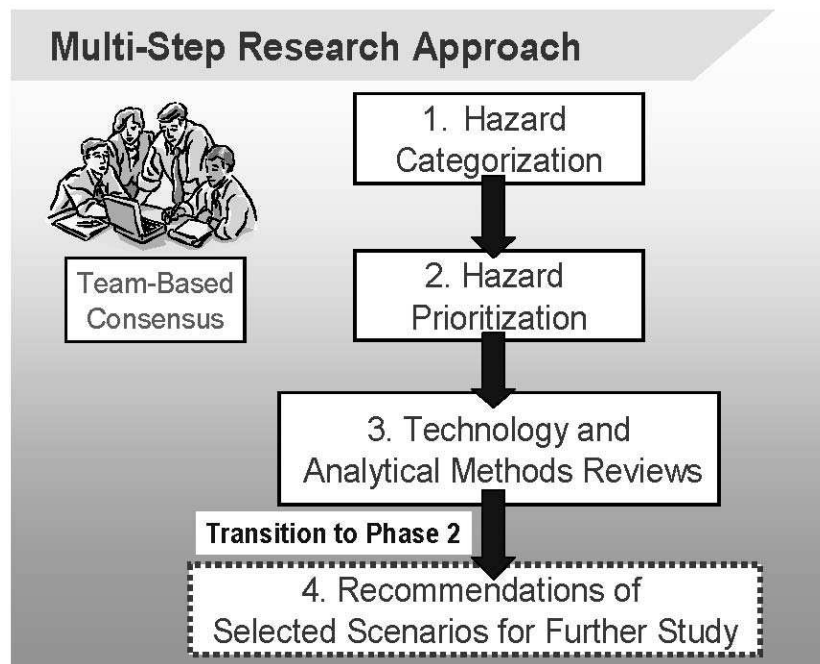 Multi-Step Research Approach
1. Hazard
Categorization
Team-Based
Consensus
2. Hazard
Prioritization
3. Technology and
Analytical Methods Reviews
Transition to Phase 2
4. Recommendations of
Selected Scenarios for Further Study